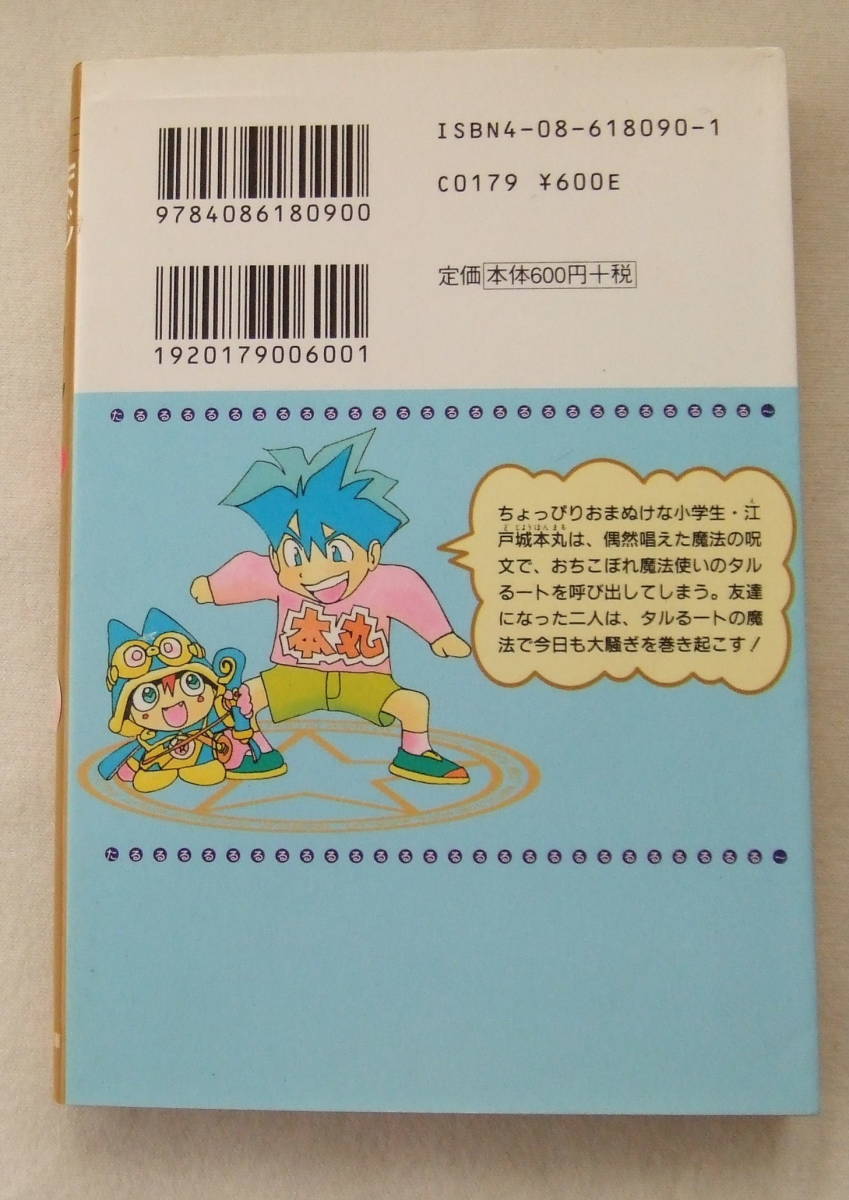 ISBN4-08-618090-1
9784086180900
C0179 ¥600E
定価 本体600円+税
1920179006001
たるるるるるるるるるるるるるるるるるるるるるるるるるる~
ちょっぴりおまぬけな小学生・江
戸城本丸は、偶然唱えた魔法の呪
文で、おちこぼれ魔法使いのタル
るートを呼び出してしまう。友達
になった二人は、タルるートの魔
法で今日も大騒ぎを巻き起こす!
本丸
たるるるるるるるるるるるるるるるるるるるるるるるるるる~